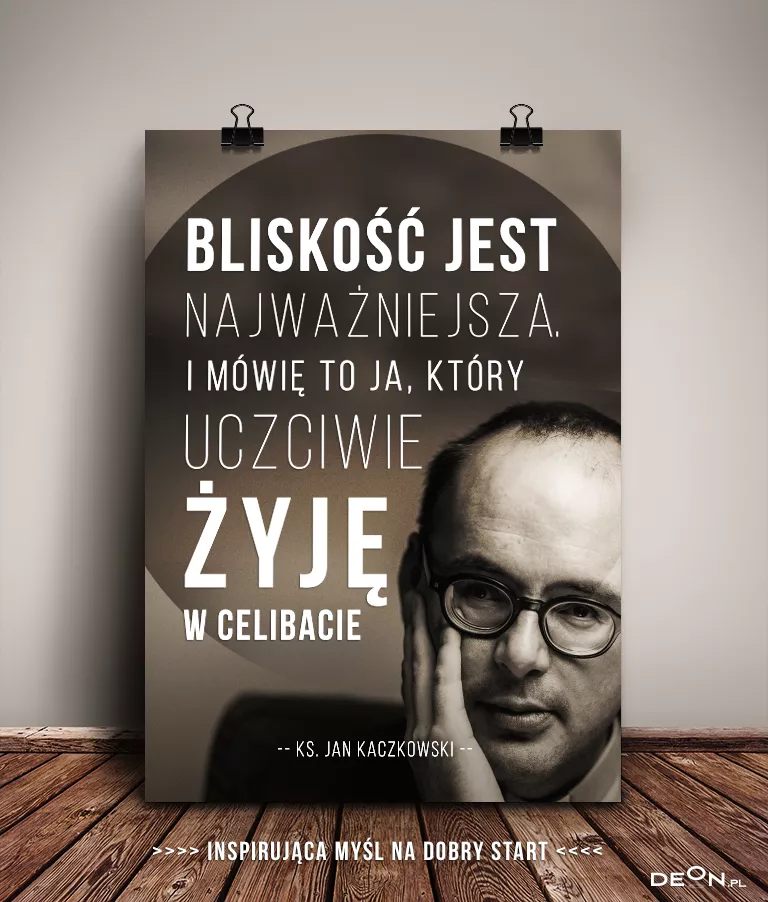 BLISKOŚĆ JEST
NAJWAŻNIEJSZA.
I MÓWIĘ TO JA, KTÓRY
UCZCIWIE
ŻYJĘ
W CELIBACIE
-- KS. JAN KACZKOWSKI --
>>>> INSPIRUJĄCA MYŚL NA DOBRY START <<<<
DEON.PL